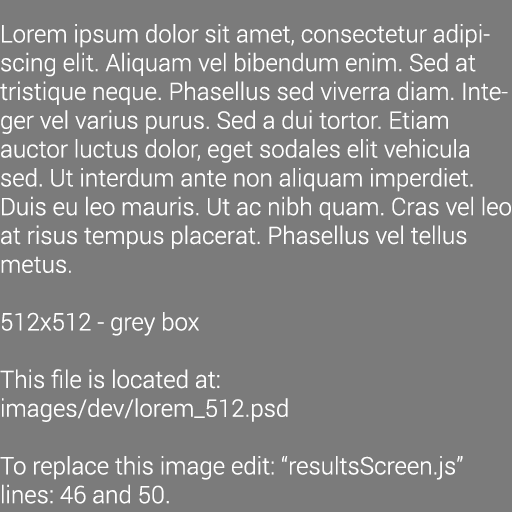 Lorem ipsum dolor sit amet, consectetur adipi-
scing elit. Aliquam vel bibendum enim. Sed at
tristique neque. Phasellus sed viverra diam. Inte-
ger vel varius purus. Sed a dui tortor. Etiam
auctor luctus dolor, eget sodales elit vehicula
sed. Ut interdum ante non aliquam imperdiet.
Duis eu leo mauris. Ut ac nibh quam. Cras vel leo
at risus tempus placerat. Phasellus vel tellus
metus.
512x512 - grey box
This file is located at:
images/dev/lorem_512.psd
To replace this image edit: “resultsScreen.js”
lines: 46 and 50.